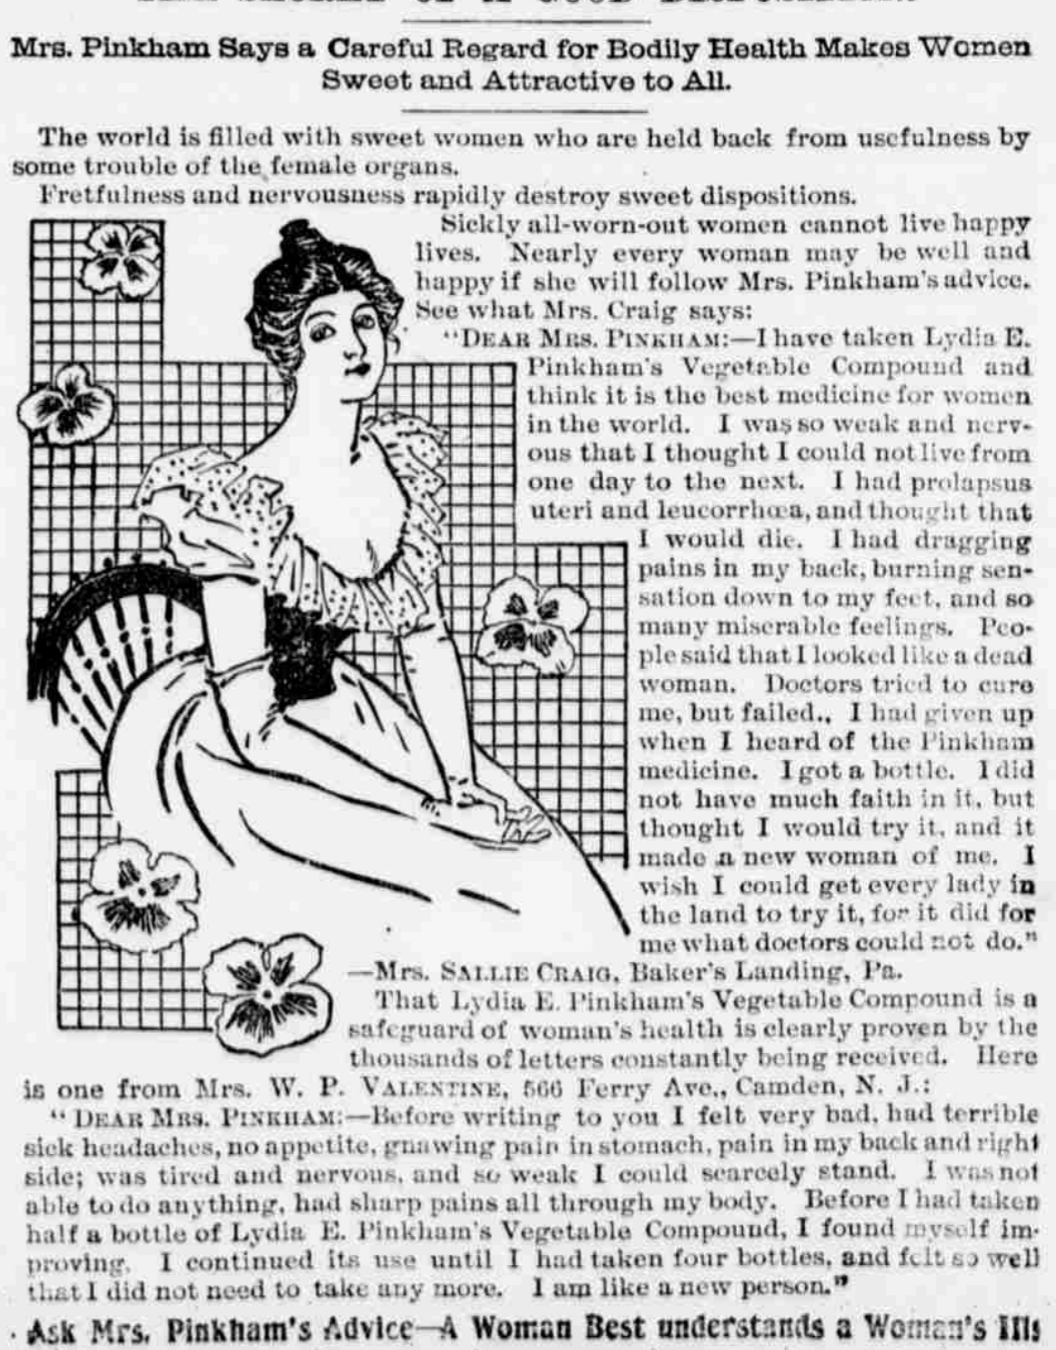 Mrs. Pinkham Says a Careful Regard for Bodily Health Makes Women
Sweet and Attractive to All.
The world is filled with sweet women who are held back from usefulness by
some trouble of the female organs.
Fretfulness and nervousness rapidly destroy sweet dispositions.
Sickly all-worn-out women cannot live happy
lives. Nearly every woman may be well and
happy if she will follow Mrs. Pinkham's advice.
See what Mrs. Craig says:
"DEAR MRS. PINKHAM:—I have taken Lydia E.
Pinkham's Vegetable Compound and
think it is the best medicine for women
in the world. I was so weak and nerv-
ous that I thought I could not live from
one day to the next. I had prolapsus
uteri and leucorrhœa, and thought that
I would die. I had dragging
pains in my back, burning sen-
sation down to my feet, and so
many miserable feelings. Peo-
ple said that I looked like a dead
woman. Doctors tried to cure
me, but failed.. I had given up
when I heard of the Pinkham
medicine. I got a bottle. I did
not have much faith in it, but
thought I would try it, and it
made a new woman of me. I
wish I could get every lady in
the land to try it, for it did for
me what doctors could not do."
—Mrs. SALLIE CRAIG, Baker's Landing, Pa.
That Lydia E. Pinkham's Vegetable Compound is a
safeguard of woman's health is clearly proven by the
thousands of letters constantly being received. Here
is one from Mrs. W. P. VALENTINE, 566 Ferry Ave., Camden, N. J.:
"DEAR MRS. PINKHAM:—Before writing to you I felt very bad, had terrible
sick headaches, no appetite, gnawing pain in stomach, pain in my back and right
side; was tired and nervous, and so weak I could scarcely stand. I was not
able to do anything, had sharp pains all through my body. Before I had taken
half a bottle of Lydia E. Pinkham's Vegetable Compound, I found myself im-
proving. I continued its use until I had taken four bottles, and felt so well
that I did not need to take any more. I am like a new person."
Ask Mrs. Pinkham's Advice—A Woman Best understands a Woman's Ills